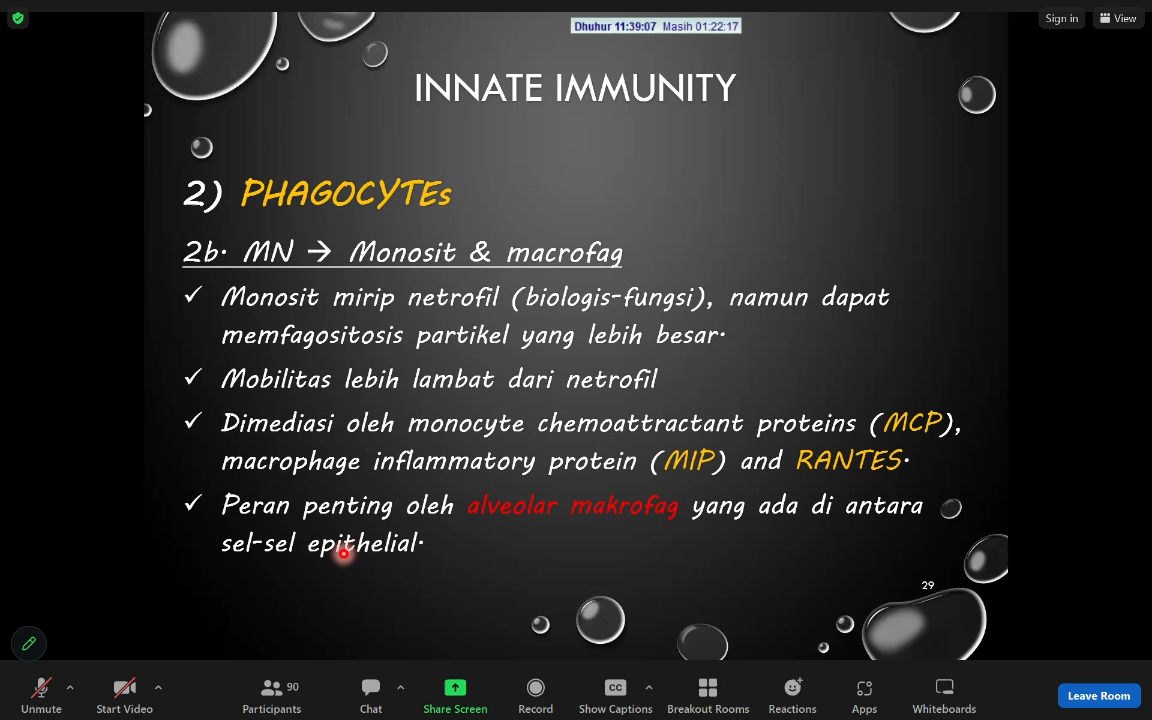 Dhuhur 11:39:07 Masih 01:22:17
Sign in
View
INNATE IMMUNITY
2) PHAGOCYTEs
2b. MN → Monosit & macrofag
✓ Monosit mirip netrofil (biologis-fungsi), namun dapat
memfagositosis partikel yang lebih besar.
✓ Mobilitas lebih lambat dari netrofil
✓ Dimediasi oleh monocyte chemoattractant proteins (MCP),
macrophage inflammatory protein (MIP) and RANTES.
✓ Peran penting oleh alveolar makrofag yang ada di antara
sel-sel epithelial.
29
90
CC
Unmute
Start Video
Participants
Chat
Share Screen
Record
Show Captions
Breakout Rooms
Reactions
Apps
Whiteboards
Leave Room